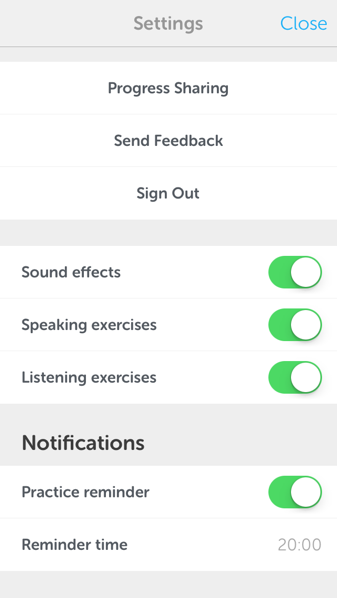 Settings
Close
Progress Sharing
Send Feedback
Sign Out
Sound effects
Speaking exercises
Listening exercises
Notifications
Practice reminder
Reminder time 20:00